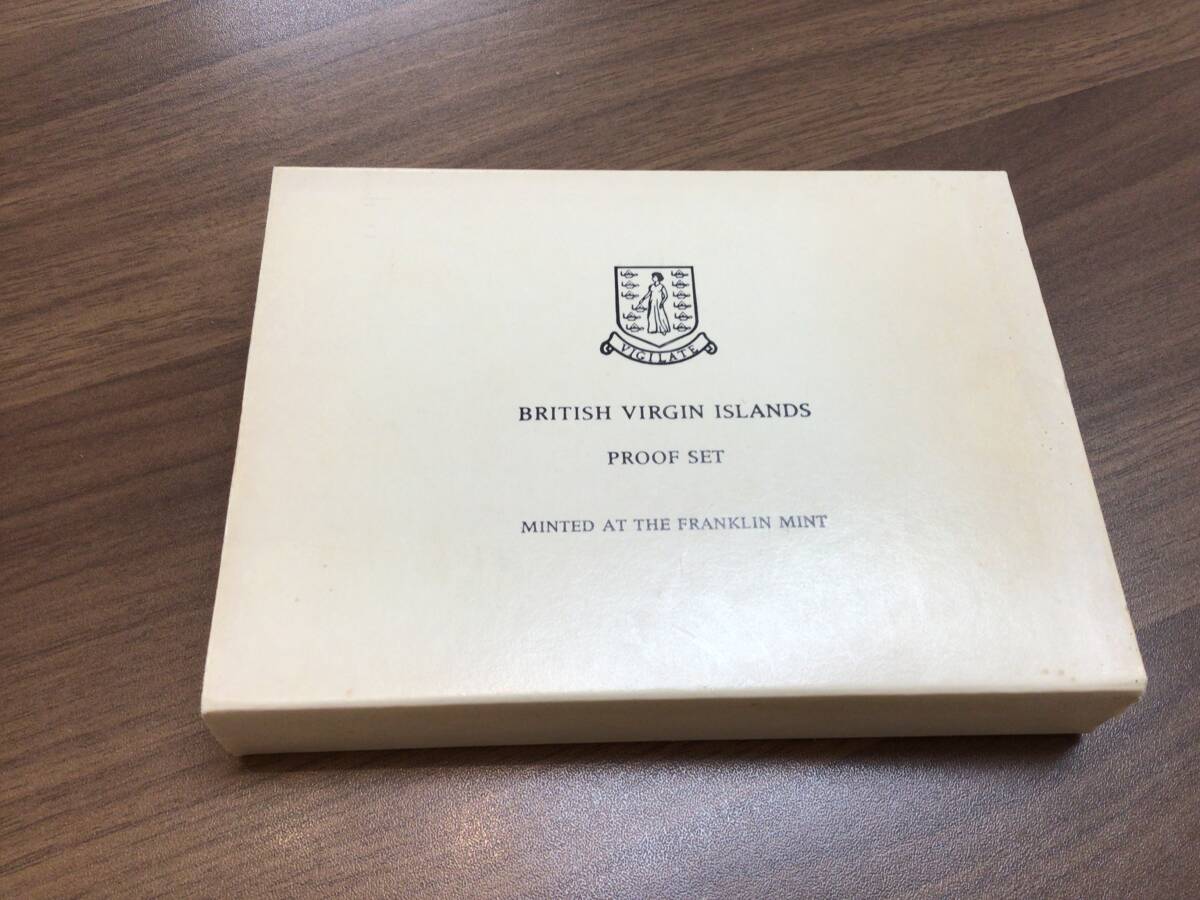 VIGILATE
BRITISH VIRGIN ISLANDS
PROOF SET
MINTED AT THE FRANKLIN MINT